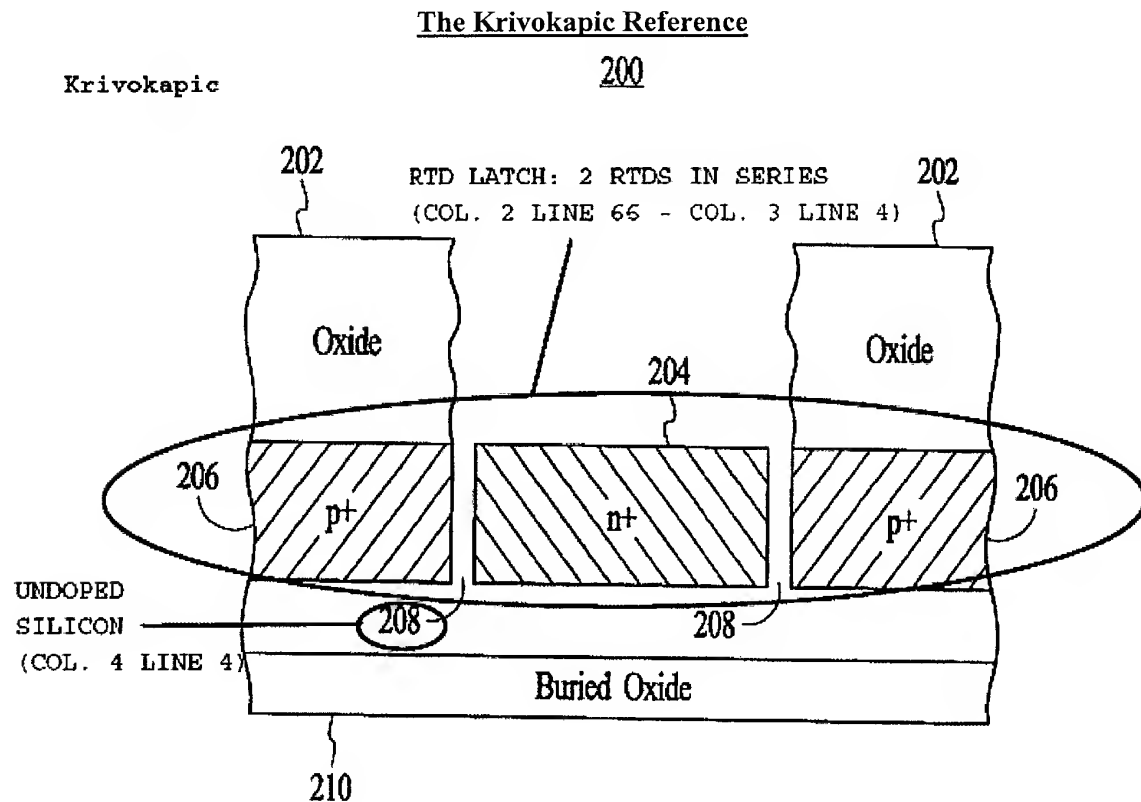 The Krivokapic Reference
200
Krivokapic
202
RTD LATCH: 2 RTDS IN SERIES
(COL. 2 LINE 66 - COL. 3 LINE 4)
202
Oxide
Oxide
204
206
p+
n+
p+
206
UNDOPED
SILICON
(COL. 4 LINE 4)
208
208
Buried Oxide
210